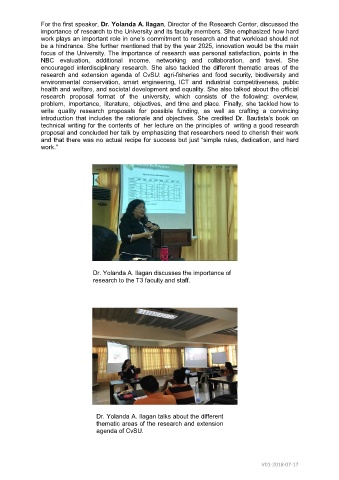 For the first speaker, Dr. Yolanda A. Ilagan, Director of the Research Center, discussed the
importance of research to the University and its faculty members. She emphasized how hard
work plays an important role in one's commitment to research and that workload should not
be a hindrance. She further mentioned that by the year 2025, innovation would be the main
focus of the University. The importance of research was personal satisfaction, points in the
NBC evaluation, additional income, networking and collaboration, and travel. She
encouraged interdisciplinary research. She also tackled the different thematic areas of the
research and extension agenda of CvSU: agri-fisheries and food security, biodiversity and
environmental conservation, smart engineering, ICT and industrial competitiveness, public
health and welfare, and societal development and equality. She also talked about the official
research proposal format of the university, which consists of the following: overview,
problem, importance, literature, objectives, and time and place. Finally, she tackled how to
write quality research proposals for possible funding, as well as crafting a convincing
introduction that includes the rationale and objectives. She credited Dr. Bautista's book on
technical writing for the contents of her lecture on the principles of writing a good research
proposal and concluded her talk by emphasizing that researchers need to cherish their work
and that there was no actual recipe for success but just "simple rules, dedication, and hard
work."
Dr. Yolanda A. Ilagan discusses the importance of
research to the T3 faculty and staff.
Dr. Yolanda A. Ilagan talks about the different
thematic areas of the research and extension
agenda of CvSU.
V01-2018-07-17